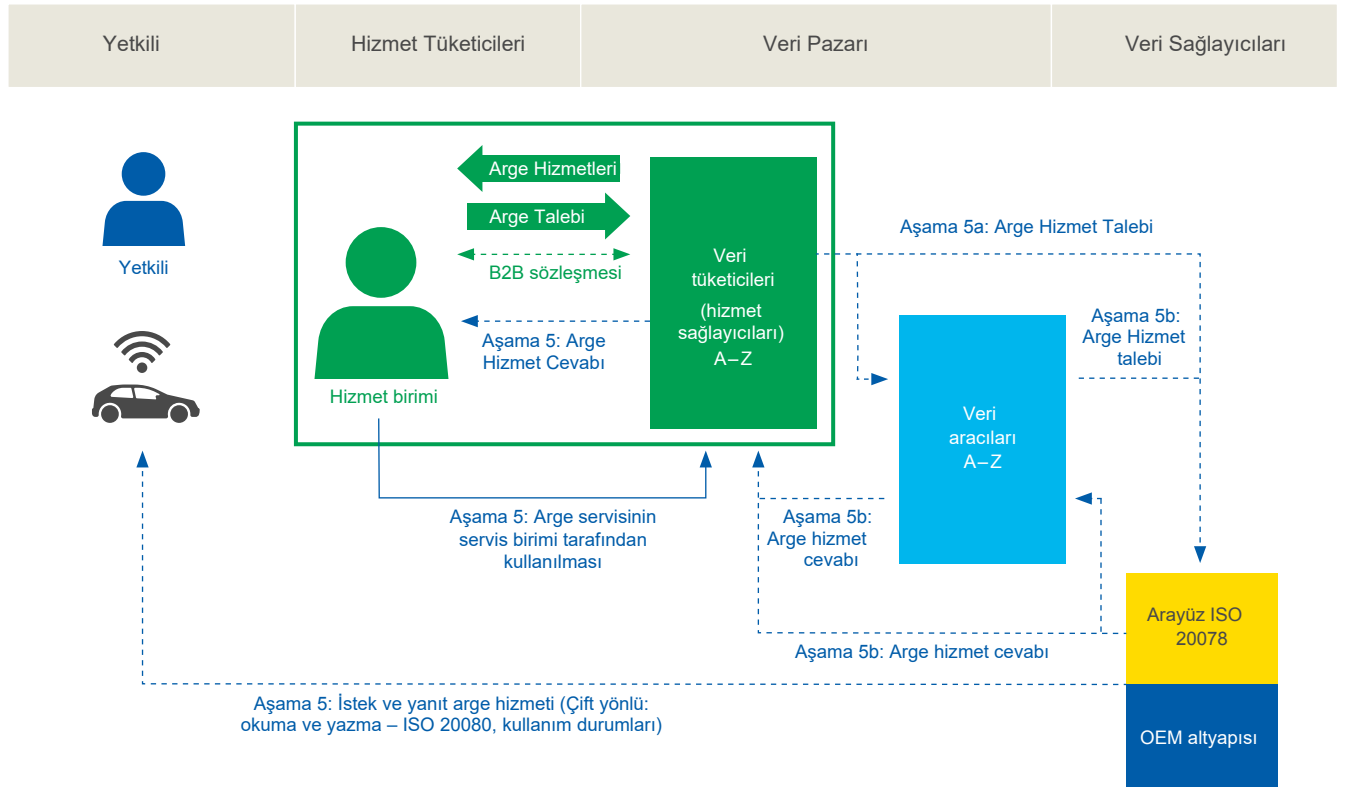 Yetkili
Hizmet Tüketicileri
Veri Pazarı
Veri Sağlayıcıları
Yetkili
Arge Hizmetleri
Arge Talebi
B2B sözleşmesi
Aşama 5: Arge
Hizmet Cevabı
Hizmet birimi
Veri
tüketicileri
(hizmet
sağlayıcıları)
A–Z
Aşama 5a: Arge Hizmet Talebi
Aşama 5b:
Arge Hizmet
talebi
Veri
aracıları
A–Z
Aşama 5: Arge servisinin
servis birimi tarafından
kullanılması
Aşama 5b:
Arge hizmet
cevabı
Arayüz ISO
20078
Aşama 5b: Arge hizmet cevabı
Aşama 5: İstek ve yanıt arge hizmeti (Çift yönlü:
okuma ve yazma – ISO 20080, kullanım durumları)
OEM altyapısı